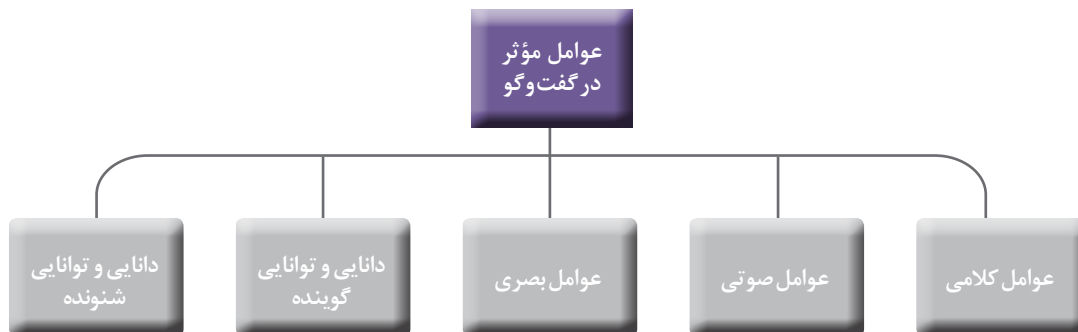 عوامل مؤثر
در گفت‌وگو
عوامل کلامی
عوامل صوتی
عوامل بصری
دانایی و توانایی
گوینده
دانایی و توانایی
شنونده